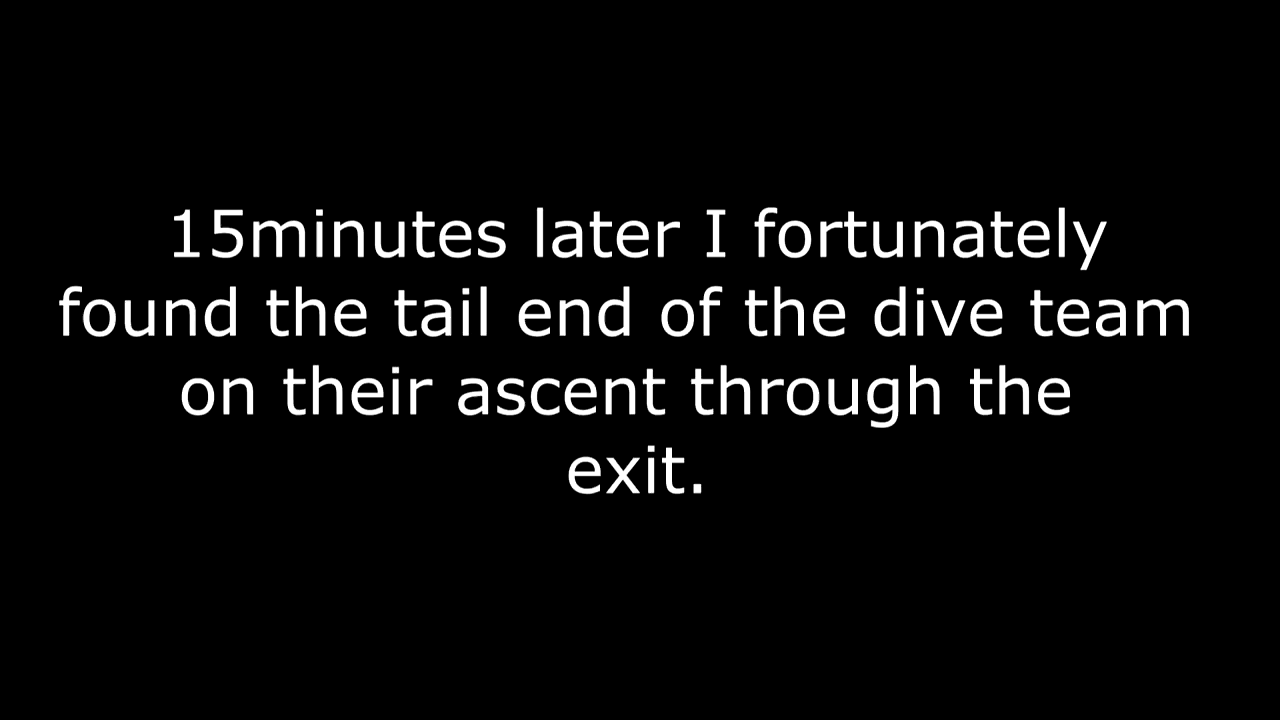 15minutes later I fortunately
found the tail end of the dive team
on their ascent through the
exit.